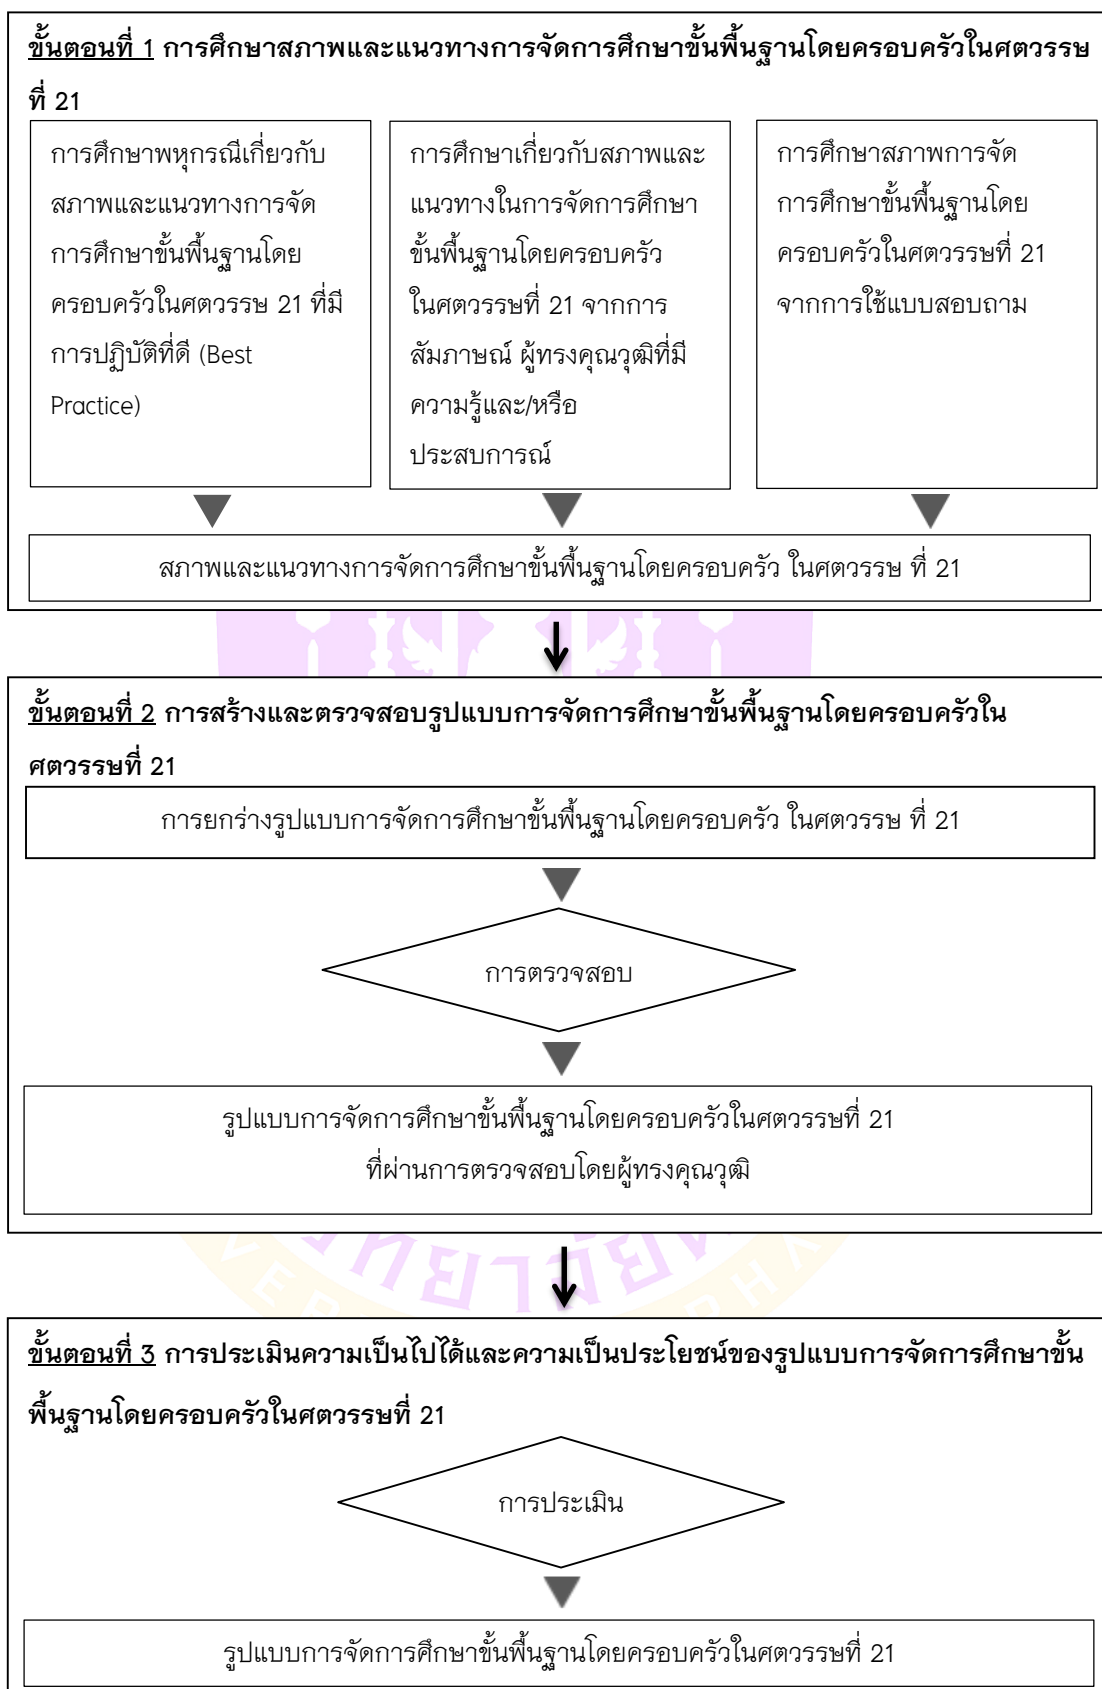 ขั้นตอนที่ 1 การศึกษาสภาพและแนวทางการจัดการศึกษาขั้นพื้นฐานโดยครอบครัวในศตวรรษ
ที่ 21
การศึกษาพหุกรณีเกี่ยวกับ
สภาพและแนวทางการจัด
การศึกษาขั้นพื้นฐานโดย
ครอบครัวในศตวรรษ 21 ที่มี
การปฏิบัติที่ดี (Best
Practice)
การศึกษาเกี่ยวกับสภาพและ
แนวทางในการจัดการศึกษา
ขั้นพื้นฐานโดยครอบครัว
ในศตวรรษที่ 21 จากการ
สัมภาษณ์ ผู้ทรงคุณวุฒิที่มี
ความรู้และ/หรือ
ประสบการณ์
การศึกษาสภาพการจัด
การศึกษาขั้นพื้นฐานโดย
ครอบครัวในศตวรรษที่ 21
จากการใช้แบบสอบถาม
สภาพและแนวทางการจัดการศึกษาขั้นพื้นฐานโดยครอบครัว ในศตวรรษ ที่ 21
ขั้นตอนที่ 2 การสร้างและตรวจสอบรูปแบบการจัดการศึกษาขั้นพื้นฐานโดยครอบครัวใน
ศตวรรษที่ 21
การยกร่างรูปแบบการจัดการศึกษาขั้นพื้นฐานโดยครอบครัว ในศตวรรษ ที่ 21
การตรวจสอบ
รูปแบบการจัดการศึกษาขั้นพื้นฐานโดยครอบครัวในศตวรรษที่ 21
ที่ผ่านการตรวจสอบโดยผู้ทรงคุณวุฒิ
ขั้นตอนที่ 3 การประเมินความเป็นไปได้และความเป็นประโยชน์ของรูปแบบการจัดการศึกษาขั้น
พื้นฐานโดยครอบครัวในศตวรรษที่ 21
การประเมิน
รูปแบบการจัดการศึกษาขั้นพื้นฐานโดยครอบครัวในศตวรรษที่ 21